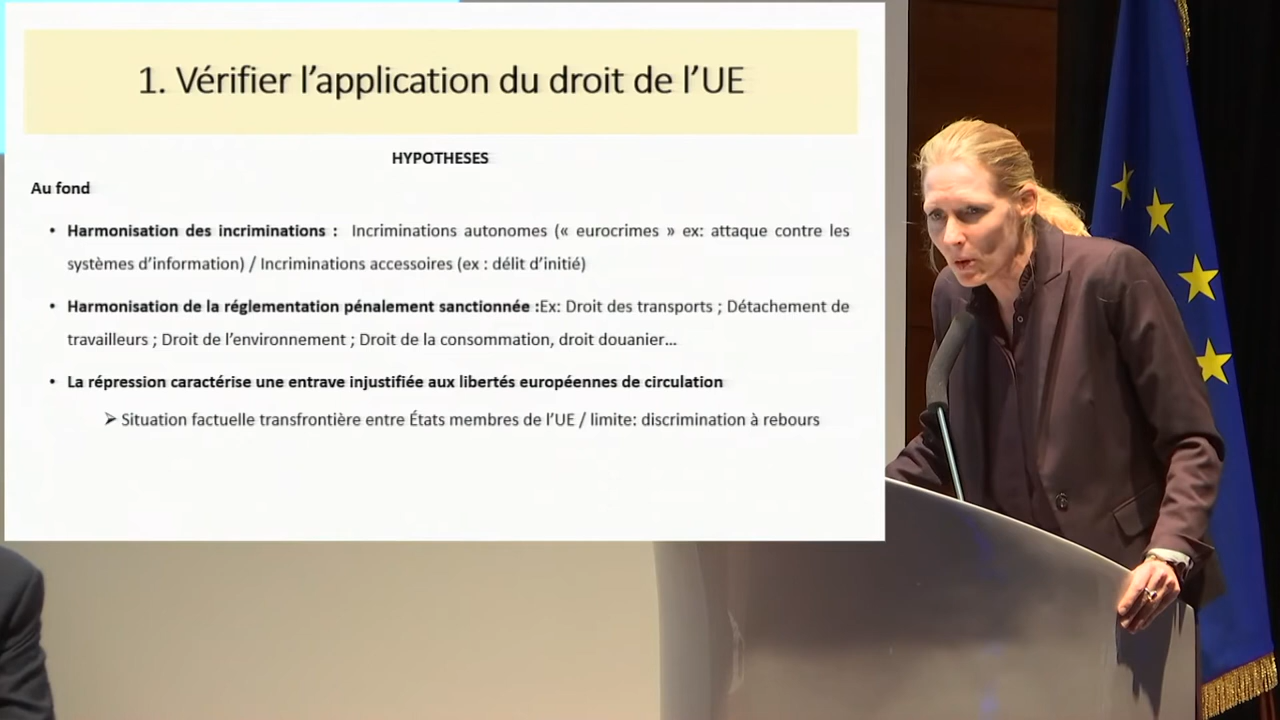 1. Vérifier l’application du droit de l’UE
HYPOTHESES
Au fond
• Harmonisation des incriminations : Incriminations autonomes (« eurocrimes » ex: attaque contre les
systèmes d’information) / Incriminations accessoires (ex : délit d’initié)
• Harmonisation de la réglementation pénalement sanctionnée :Ex: Droit des transports ; Détachement de
travailleurs ; Droit de l’environnement ; Droit de la consommation, droit douanier…
• La répression caractérise une entrave injustifiée aux libertés européennes de circulation
➢ Situation factuelle transfrontière entre États membres de l’UE / limite: discrimination à rebours